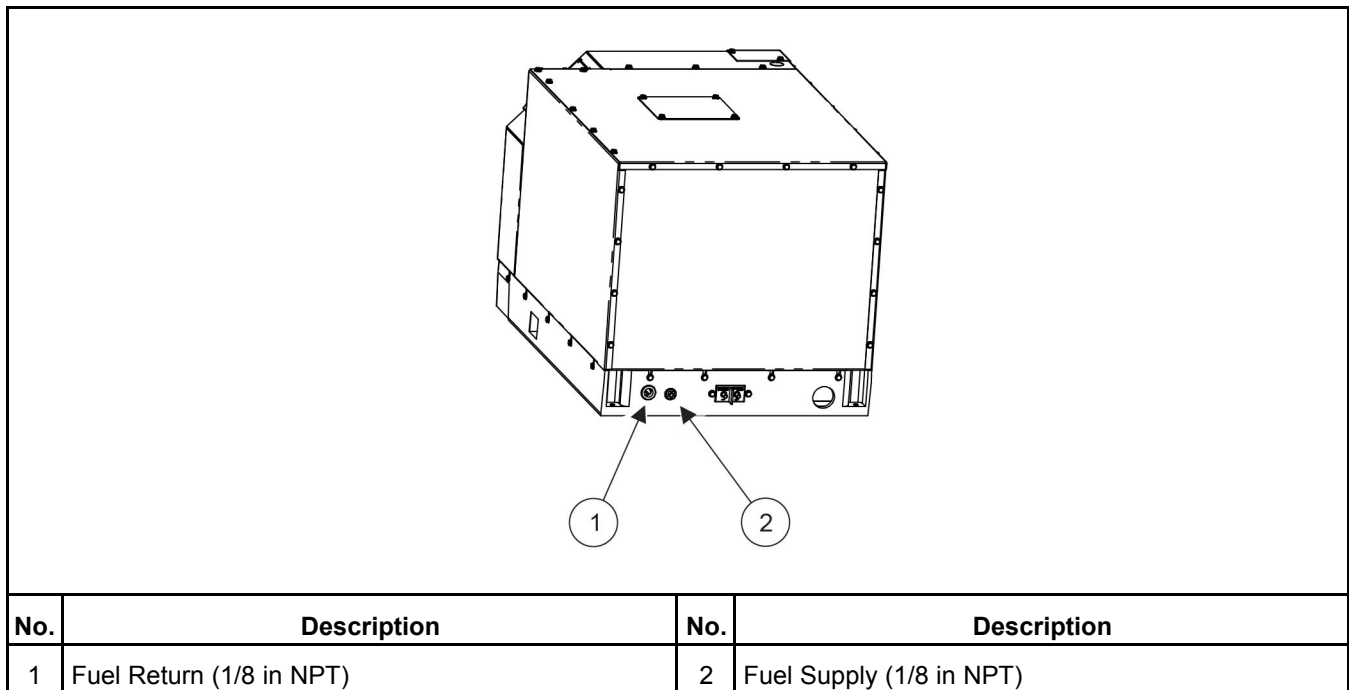 1 2
No. Description No. Description
1 Fuel Return (1/8 in NPT) 2 Fuel Supply (1/8 in NPT)